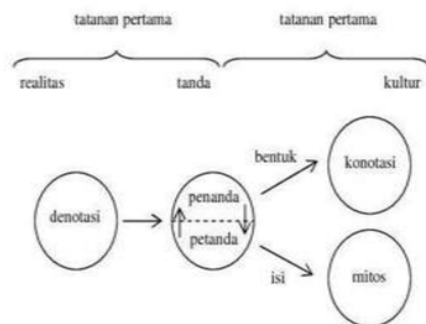 tatanan pertama tatanan pertama
realitas tanda kultur
bentuk
konotasi
denotasi
penanda
petanda
isi
mitos